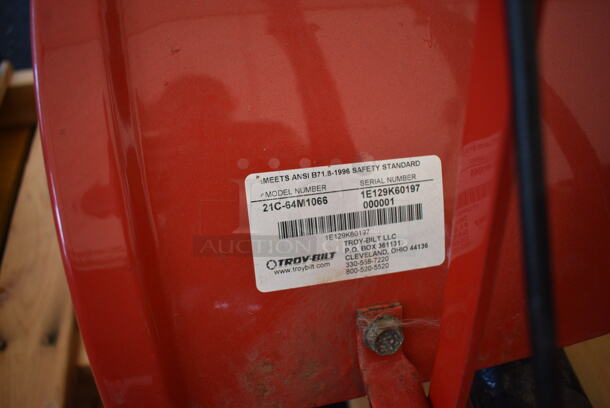 MEETS ANSI B71.8-1996 SAFETY STANDARD
MODEL NUMBER SERIAL NUMBER
21C-64M1066 1E129K60197
000001
1E129K60197
TROY-BILT LLC
P.O. BOX 361131
CLEVELAND, OHIO 44136
330-558-7220
800-520-5520
TROY-BILT
www.troybilt.com
AUCTION